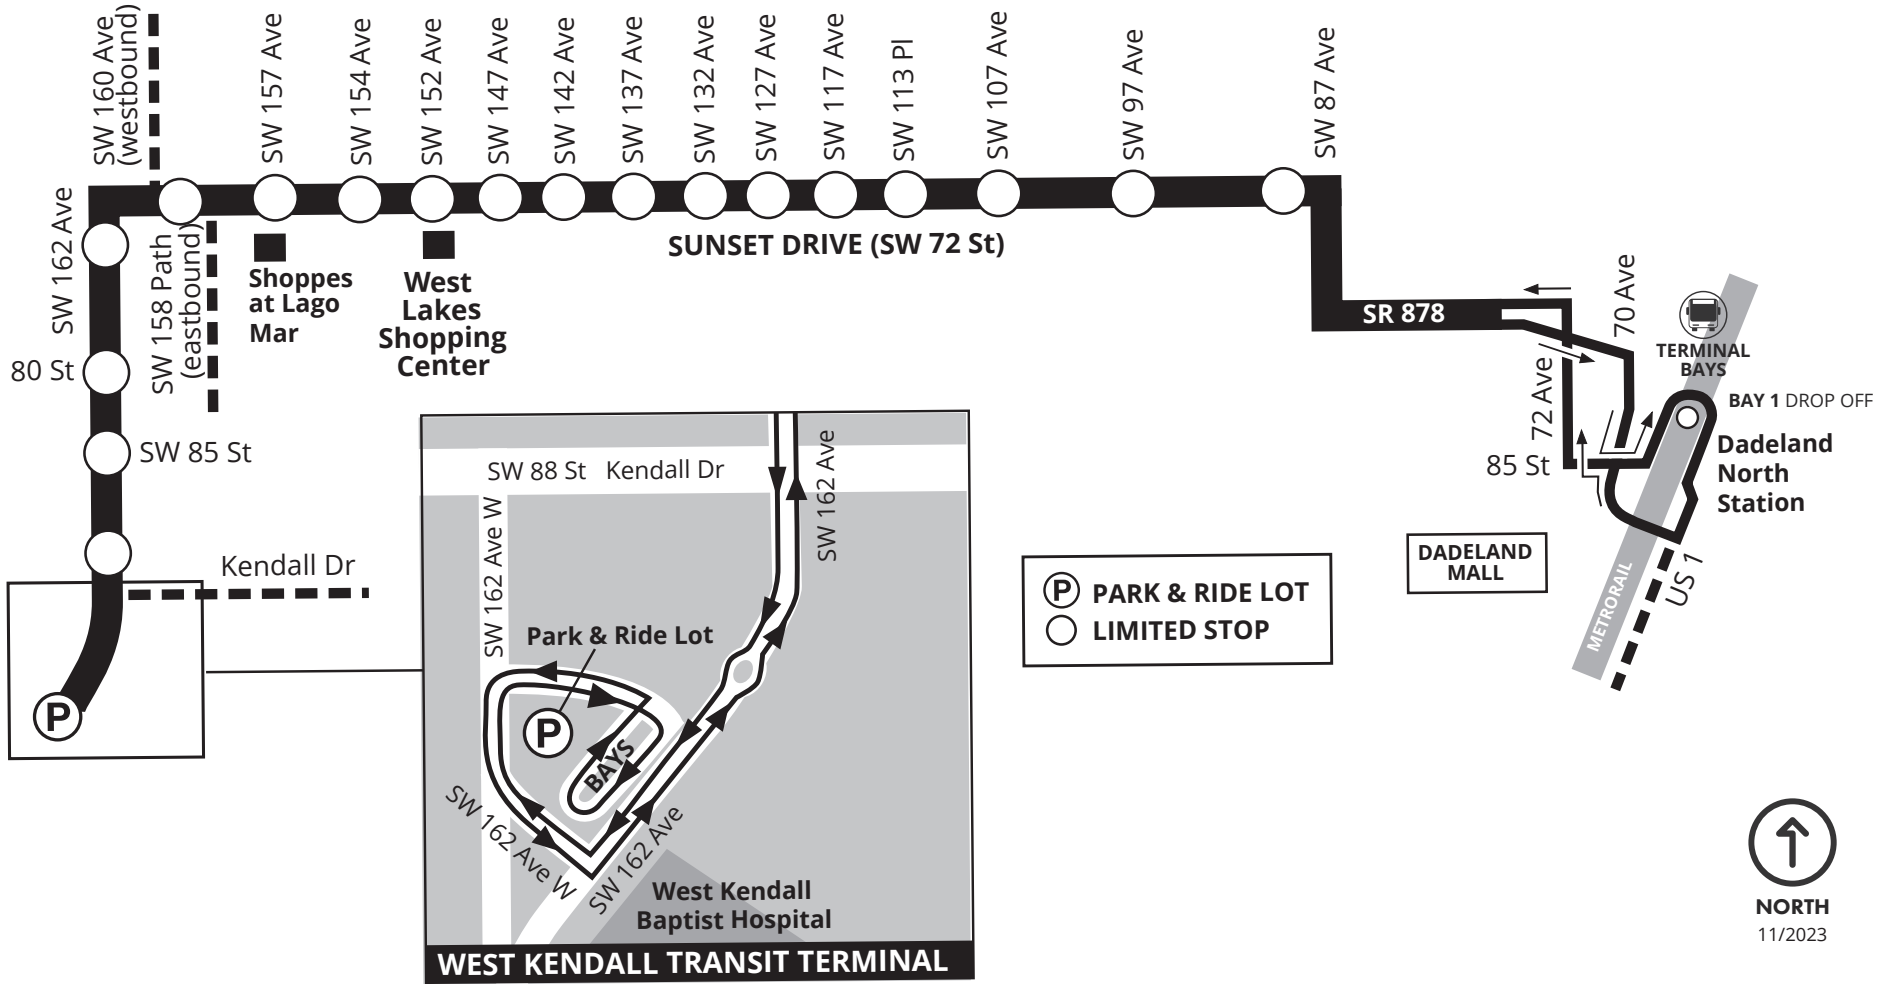 SW 160 Ave
(westbound)
SW 157 Ave
SW 154 Ave
SW 152 Ave
SW 147 Ave
SW 142 Ave
SW 137 Ave
SW 132 Ave
SW 127 Ave
SW 117 Ave
SW 113 Pl
SW 107 Ave
SW 97 Ave
SW 87 Ave
SW 162 Ave
SW 158 Path
(eastbound)
Shoppes
at Lago
Mar
West
Lakes
Shopping
Center
SUNSET DRIVE (SW 72 St)
SR 878
70 Ave
TERMINAL
BAYS
72 Ave
BAY 1 DROP OFF
Dadeland
North
Station
85 St
80 St
SW 85 St
Kendall Dr
P
SW 88 St Kendall Dr
SW 162 Ave
SW 162 Ave W
Park & Ride Lot
P
BAYS
SW 162 Ave W
SW 162 Ave
West Kendall
Baptist Hospital
WEST KENDALL TRANSIT TERMINAL
P PARK & RIDE LOT
LIMITED STOP
DADELAND
MALL
METRORAIL
US 1
NORTH
11/2023